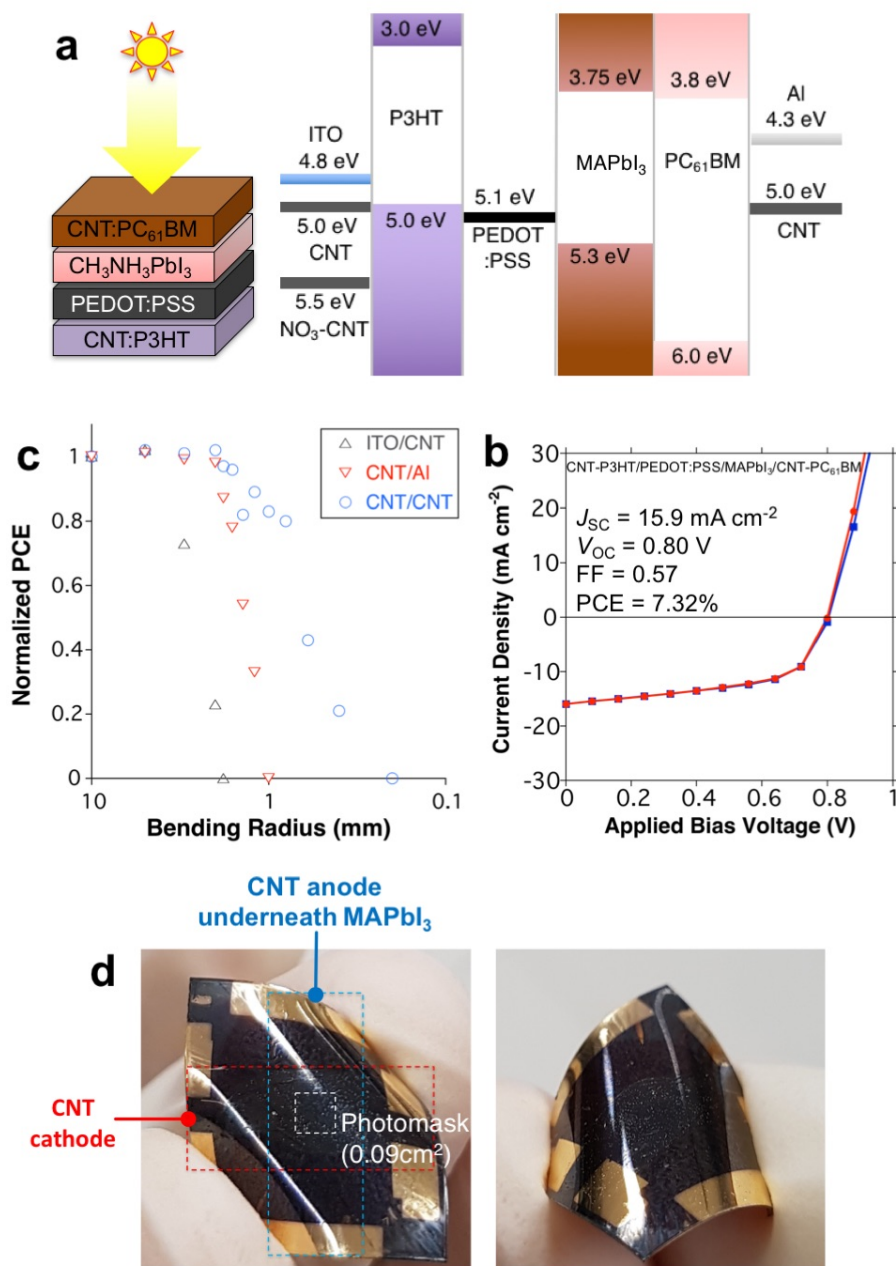 a
CNT:PC₆₁BM
CH₃NH₃PbI₃
PEDOT:PSS
CNT:P3HT
ITO
4.8 eV
5.0 eV
CNT
5.5 eV
NO₃-CNT
3.0 eV
P3HT
5.0 eV
5.1 eV
PEDOT
:PSS
3.75 eV
MAPbI₃
5.3 eV
3.8 eV
PC₆₁BM
6.0 eV
Al
4.3 eV
5.0 eV
CNT
c
ITO/CNT
CNT/Al
CNT/CNT
Normalized PCE
1
0.8
0.6
0.4
0.2
0
10
1
0.1
Bending Radius (mm)
b
CNT-P3HT/PEDOT:PSS/MAPbI₃/CNT-PC₆₁BM
J_SC = 15.9 mA cm⁻²
V_OC = 0.80 V
FF = 0.57
PCE = 7.32%
Current Density (mA cm⁻²)
30
20
10
0
-10
-20
-30
0
0.2
0.4
0.6
0.8
1
Applied Bias Voltage (V)
CNT anode
underneath MAPbI₃
d
CNT
cathode
Photomask
(0.09cm²)